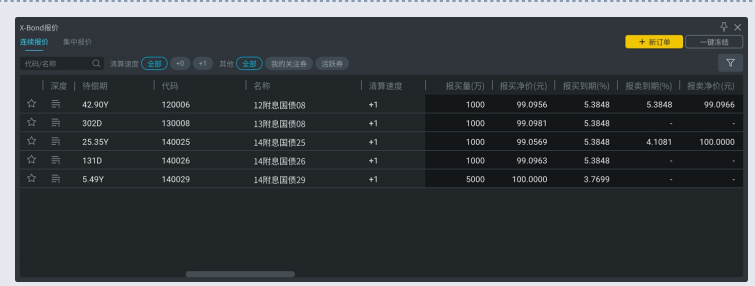 X-Bond报价
连续报价 集中报价
+ 新订单 一键冻结
代码/名称 清算速度 全部 +0 +1 其他 全部 我的关注券 活跃券
深度 待偿期 代码 名称 清算速度 报买量(万) 报买净价(元) 报买到期(%) 报卖到期(%) 报卖净价(元)
42.90Y 120006 12附息国债08 +1 1000 99.0956 5.3848 5.3848 99.0966
302D 130008 13附息国债08 +1 1000 99.0981 5.3848 - -
25.35Y 140025 14附息国债25 +1 1000 99.0569 5.3848 4.1081 100.0000
131D 140026 14附息国债26 +1 1000 99.0963 5.3848 - -
5.49Y 140029 14附息国债29 +1 5000 100.0000 3.7699 - -